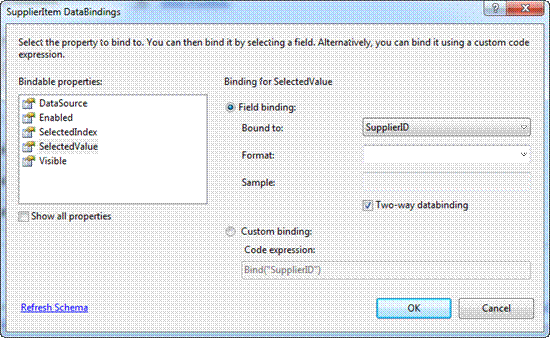 SupplierItem DataBindings
Select the property to bind to. You can then bind it by selecting a field. Alternatively, you can bind it using a custom code
expression.
Bindable properties:
DataSource
Enabled
SelectedIndex
SelectedValue
Visible
Show all properties
Binding for SelectedValue
Field binding:
Bound to: SupplierID
Format:
Sample:
Two-way databinding
Custom binding:
Code expression:
Bind("SupplierID")
Refresh Schema
OK
Cancel